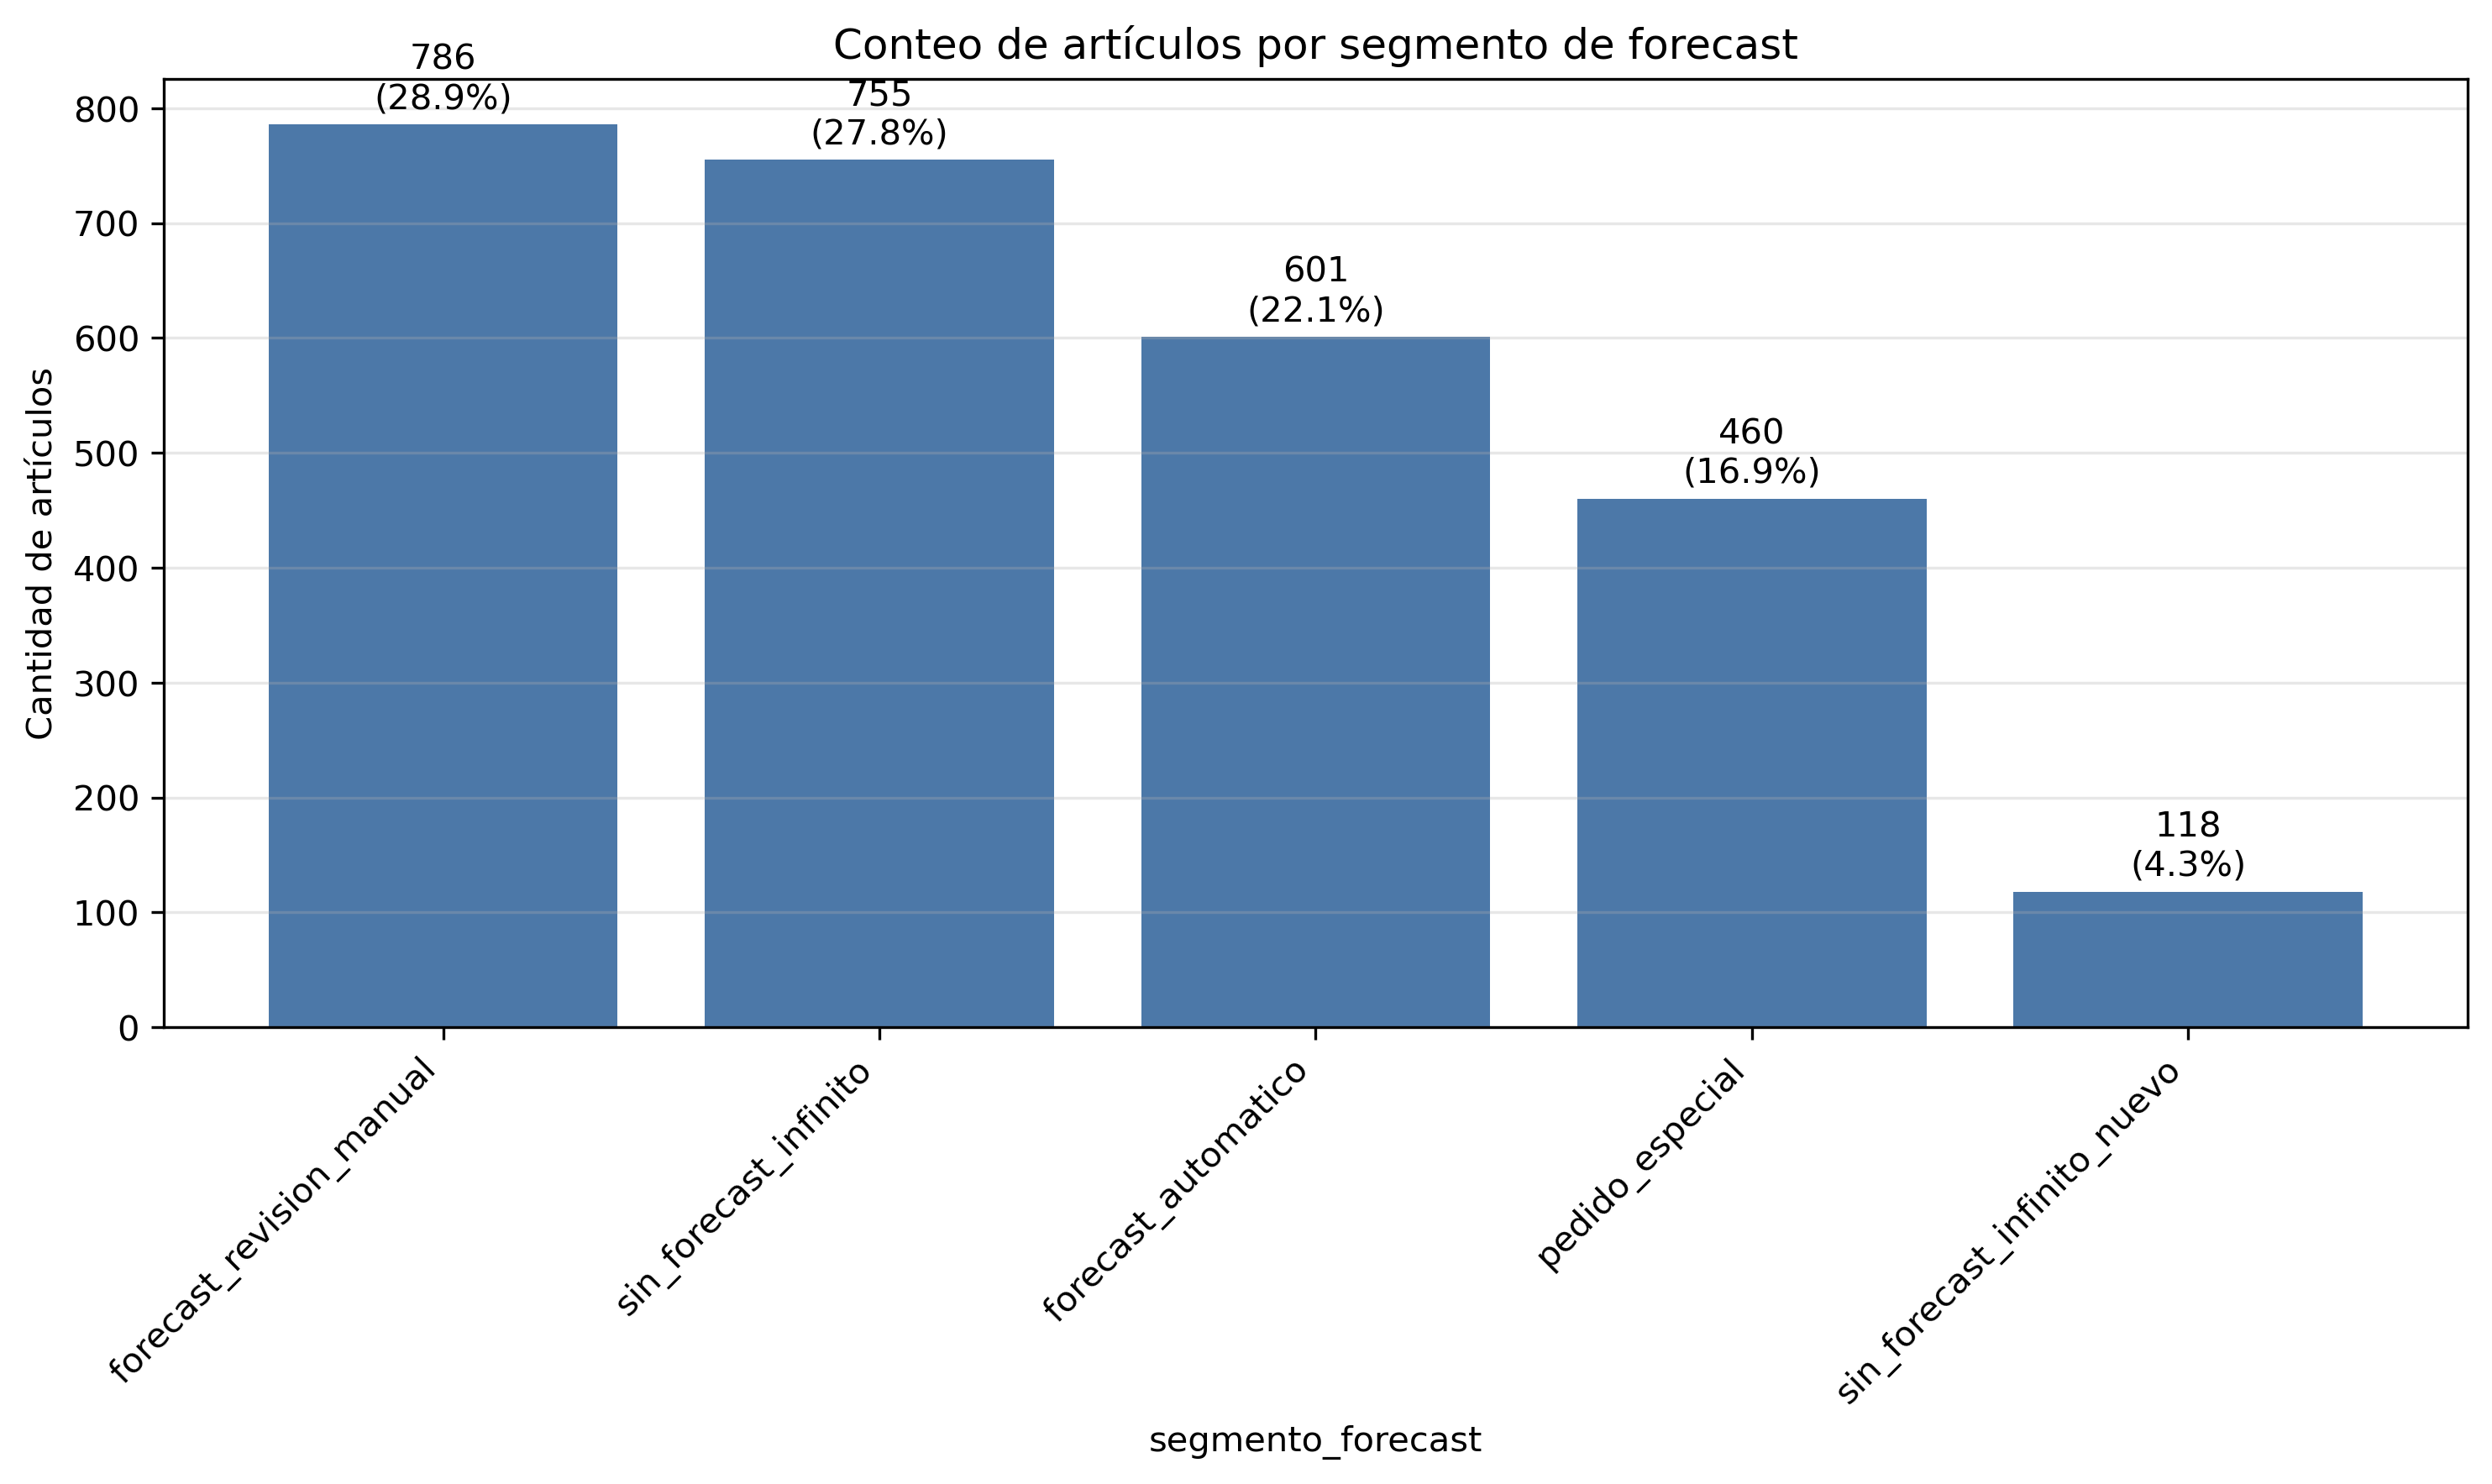 Conteo de artículos por segmento de forecast
786
(28.9%)
755
(27.8%)
601
(22.1%)
460
(16.9%)
118
(4.3%)
Cantidad de artículos
800
700
600
500
400
300
200
100
0
forecast_revision_manual
sin_forecast_infinito
forecast_automatico
pedido_especial
sin_forecast_infinito_nuevo
segmento_forecast